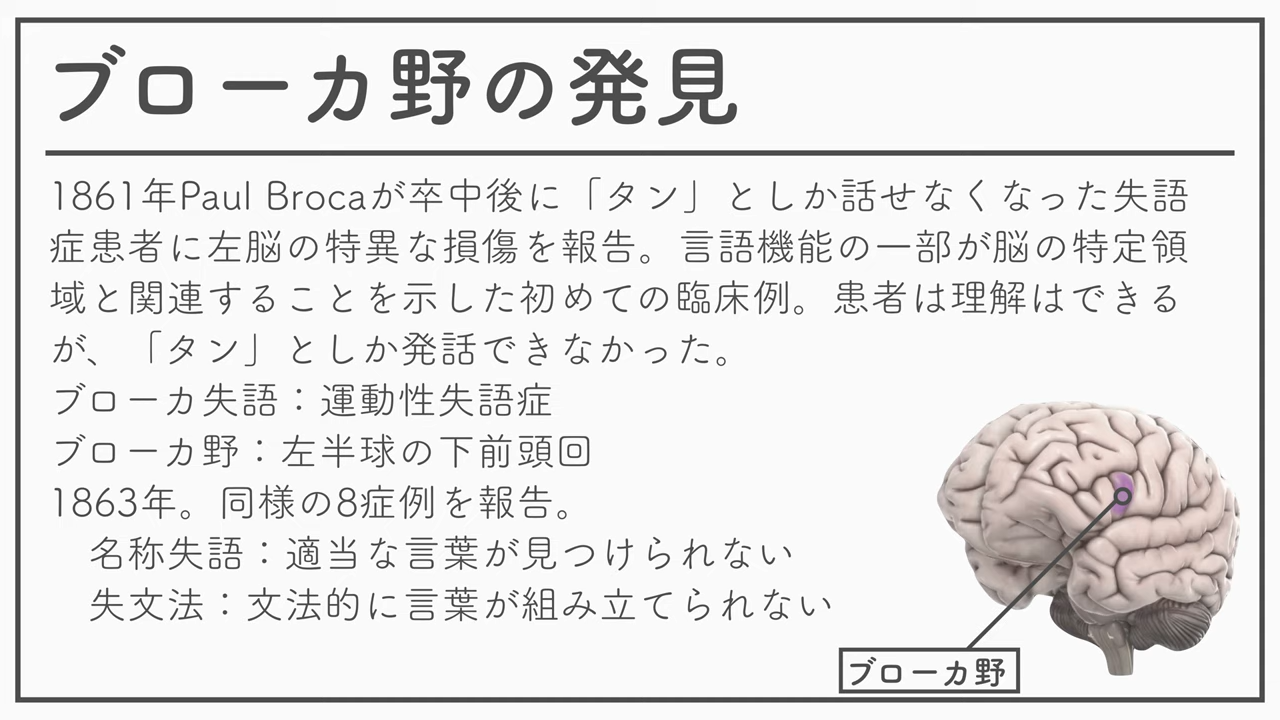 ブローカ野の発見
1861年Paul Brocaが卒中後に「タン」としか話せなくなった失語
症患者に左脳の特異な損傷を報告。言語機能の一部が脳の特定領
域と関連することを示した初めての臨床例。患者は理解はできる
が、「タン」としか発話できなかった。
ブローカ失語：運動性失語症
ブローカ野：左半球の下前頭回
1863年。同様の8症例を報告。
　名称失語：適当な言葉が見つけられない
　失文法：文法的に言葉が組み立てられない
ブローカ野